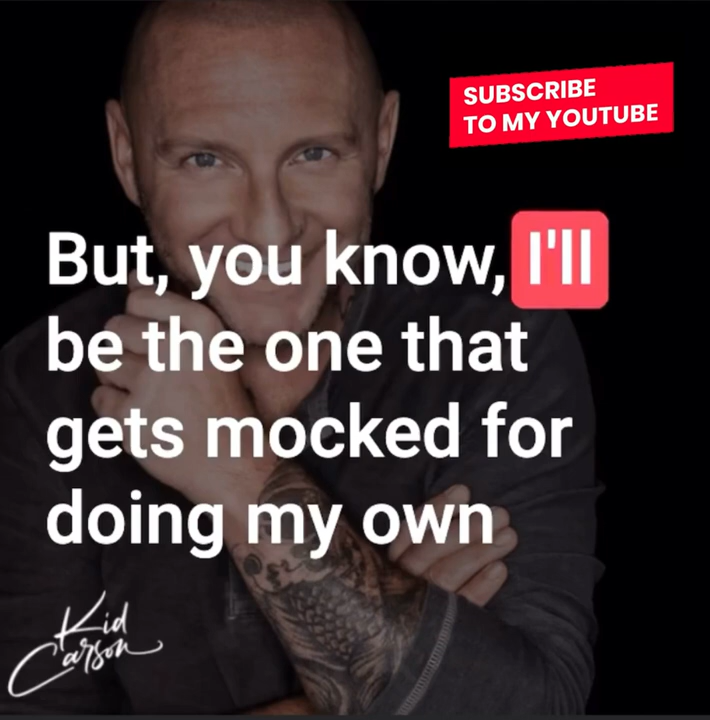 SUBSCRIBE
TO MY YOUTUBE
But, you know, I'll
be the one that
gets mocked for
doing my own
Kid
Carson